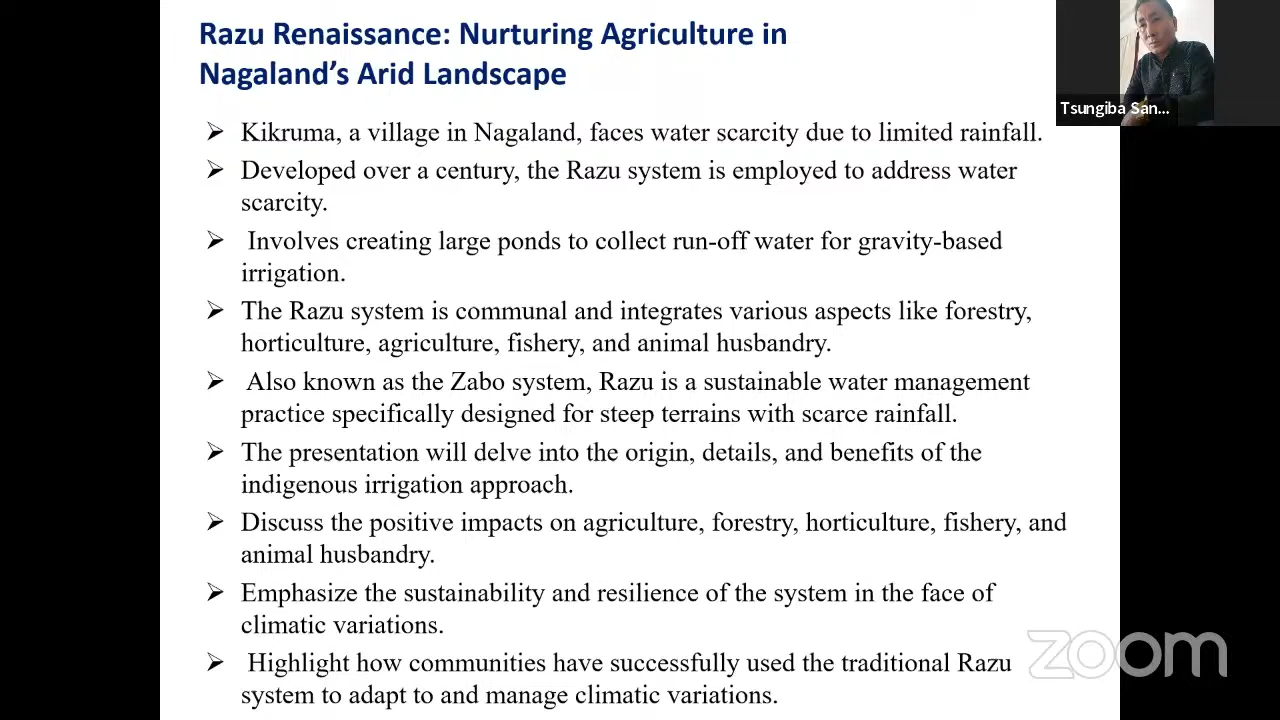 Razu Renaissance: Nurturing Agriculture in
Nagaland's Arid Landscape
Tsungiba San...
➢ Kikruma, a village in Nagaland, faces water scarcity due to limited rainfall.
➢ Developed over a century, the Razu system is employed to address water
scarcity.
➢ Involves creating large ponds to collect run-off water for gravity-based
irrigation.
➢ The Razu system is communal and integrates various aspects like forestry,
horticulture, agriculture, fishery, and animal husbandry.
➢ Also known as the Zabo system, Razu is a sustainable water management
practice specifically designed for steep terrains with scarce rainfall.
➢ The presentation will delve into the origin, details, and benefits of the
indigenous irrigation approach.
➢ Discuss the positive impacts on agriculture, forestry, horticulture, fishery, and
animal husbandry.
➢ Emphasize the sustainability and resilience of the system in the face of
climatic variations.
➢ Highlight how communities have successfully used the traditional Razu
system to adapt to and manage climatic variations.
zoom